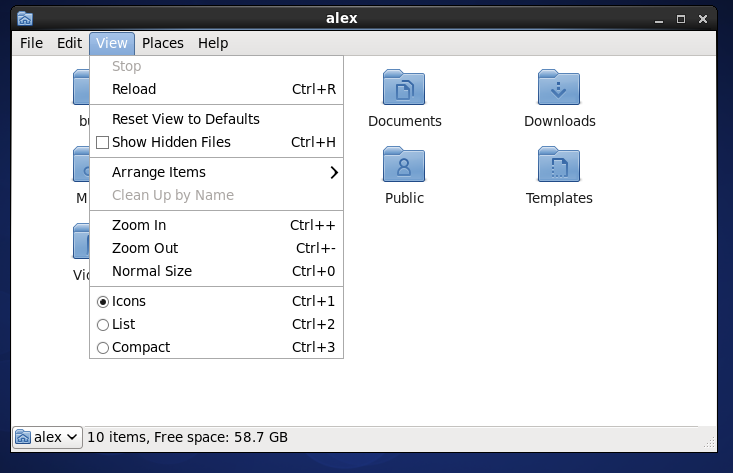 alex
File Edit View Places Help
Stop
Reload Ctrl+R
Reset View to Defaults
Show Hidden Files Ctrl+H
Arrange Items
Clean Up by Name
Zoom In Ctrl++
Zoom Out Ctrl+-
Normal Size Ctrl+0
Icons Ctrl+1
List Ctrl+2
Compact Ctrl+3
Documents Downloads
Public Templates
alex 10 items, Free space: 58.7 GB